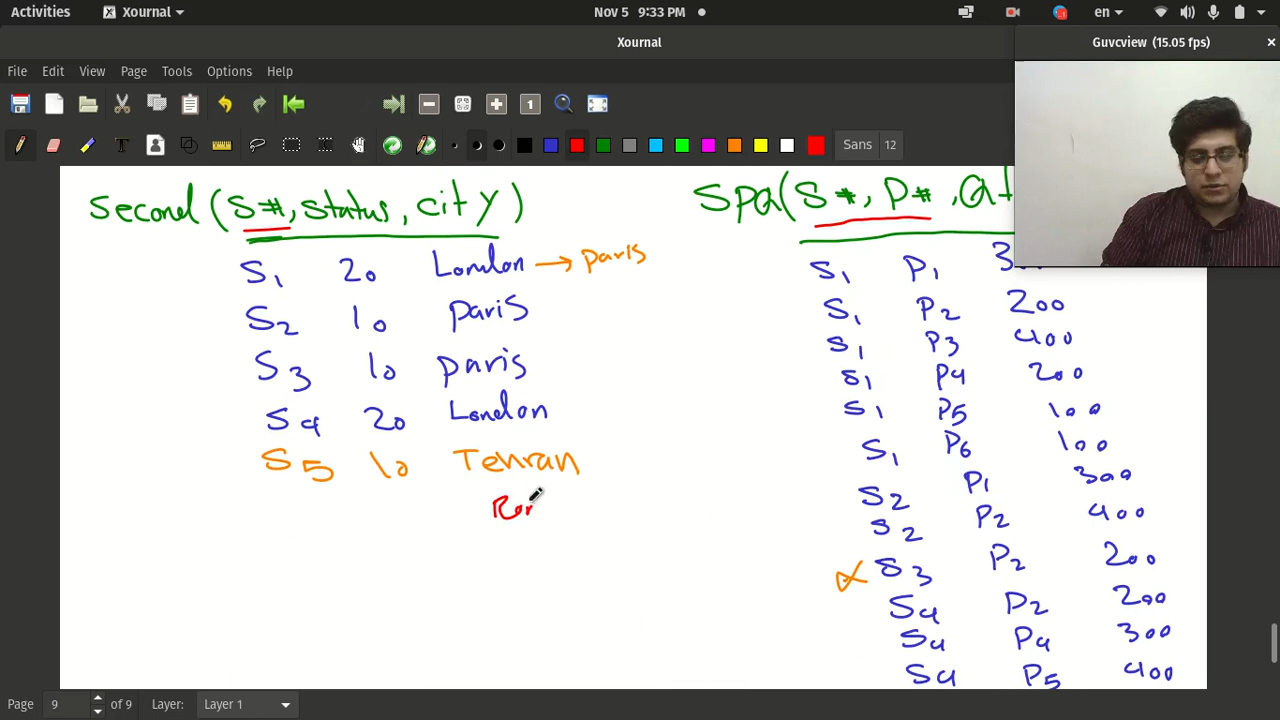 Activities Xournal Nov 5 9:33 PM en
Xournal
Guvcview (15.05 fps)
File Edit View Page Tools Options Help
Sans 12
Second (S#, status, city)
S1 20 London → paris
S2 10 paris
S3 10 paris
S4 20 London
S5 10 Tehran
SPQ(S#, P#, Qt
S1 P1
S1 P2 200
S1 P3 400
S1 P4 200
S1 P5 100
S1 P6 100
S2 P1 300
S2 P2 400
S3 P2 200
S4 P2 200
S4 P4 300
S4 P5 400
Page 9 of 9 Layer: Layer 1